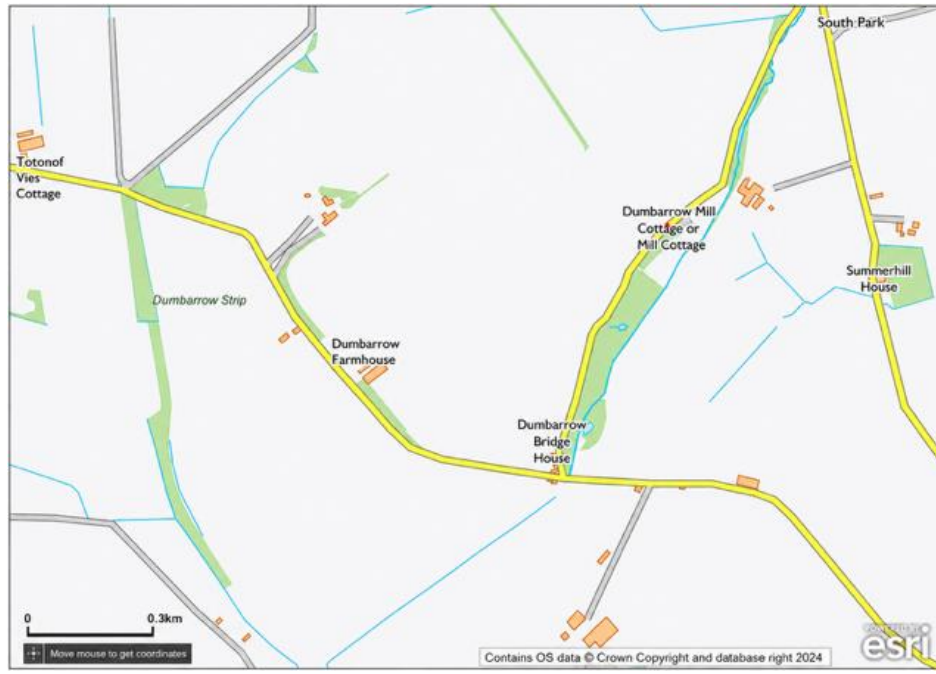 South Park
Totonof
Vies
Cottage
Dumbarrow Mill
Cottage or
Mill Cottage
Summerhill
House
Dumbarrow Strip
Dumbarrow
Farmhouse
Dumbarrow
Bridge
House
0 0.3km
Move mouse to get coordinates
Contains OS data © Crown Copyright and database right 2024
POWERED BY
esri